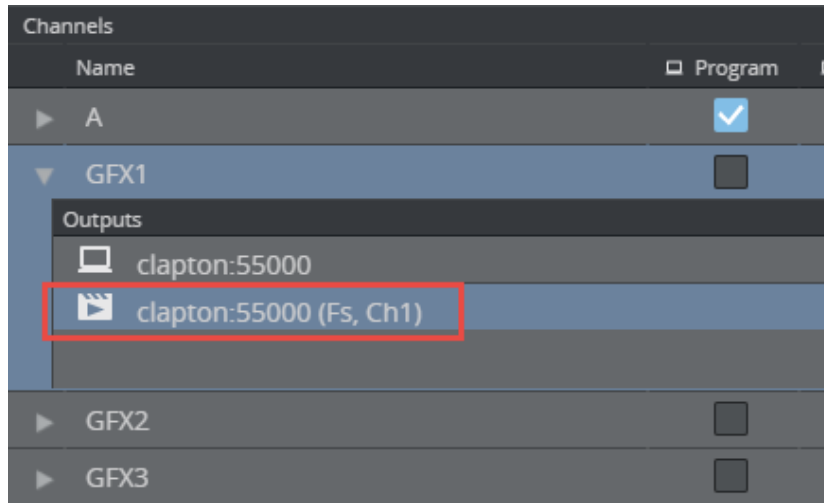 Channels
Name Program
A
GFX1
Outputs
clapton:55000
clapton:55000 (Fs, Ch1)
GFX2
GFX3